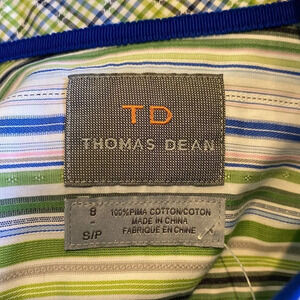 TD
THOMAS DEAN
8
-
S/P
100%PIMA COTTON/COTON
MADE IN CHINA
FABRIQUÉ EN CHINE